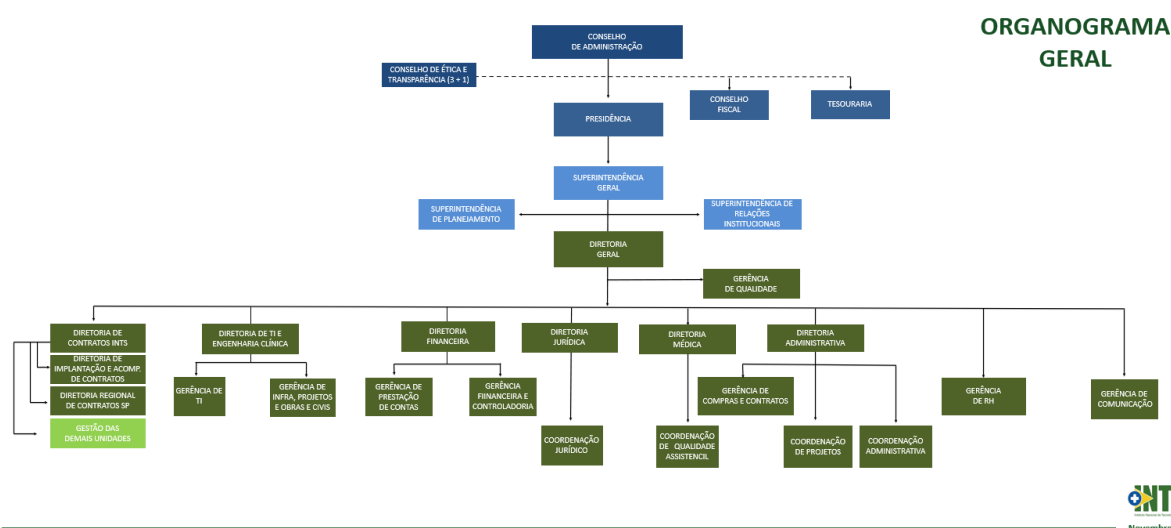 ORGANOGRAMA
GERAL
CONSELHO
DE ADMINISTRAÇÃO
CONSELHO DE ÉTICA E
TRANSPARÊNCIA (3 + 1)
CONSELHO
FISCAL
TESOURARIA
PRESIDÊNCIA
SUPERINTENDÊNCIA
GERAL
SUPERINTENDÊNCIA
DE PLANEJAMENTO
SUPERINTENDÊNCIA DE
RELAÇÕES
INSTITUCIONAIS
DIRETORIA
GERAL
GERÊNCIA
DE QUALIDADE
DIRETORIA DE
CONTRATOS INTS
DIRETORIA DE TI E
ENGENHARIA CLÍNICA
DIRETORIA
FINANCEIRA
DIRETORIA
JURÍDICA
DIRETORIA
MÉDICA
DIRETORIA
ADMINISTRATIVA
DIRETORIA DE
IMPLANTAÇÃO E ACOMP.
DE CONTRATOS
DIRETORIA REGIONAL
DE CONTRATOS SP
GESTÃO DAS
DEMAIS UNIDADES
GERÊNCIA DE
TI
GERÊNCIA DE
INFRA, PROJETOS
E OBRAS E CIVIS
GERÊNCIA DE
PRESTAÇÃO
DE CONTAS
GERÊNCIA
FIINANCEIRA E
CONTROLADORIA
GERÊNCIA DE
COMPRAS E CONTRATOS
GERÊNCIA
DE RH
GERÊNCIA DE
COMUNICAÇÃO
COORDENAÇÃO
JURÍDICO
COORDENAÇÃO
DE QUALIDADE
ASSISTENCIL
COORDENAÇÃO
DE PROJETOS
COORDENAÇÃO
ADMINISTRATIVA
INT
Novembro